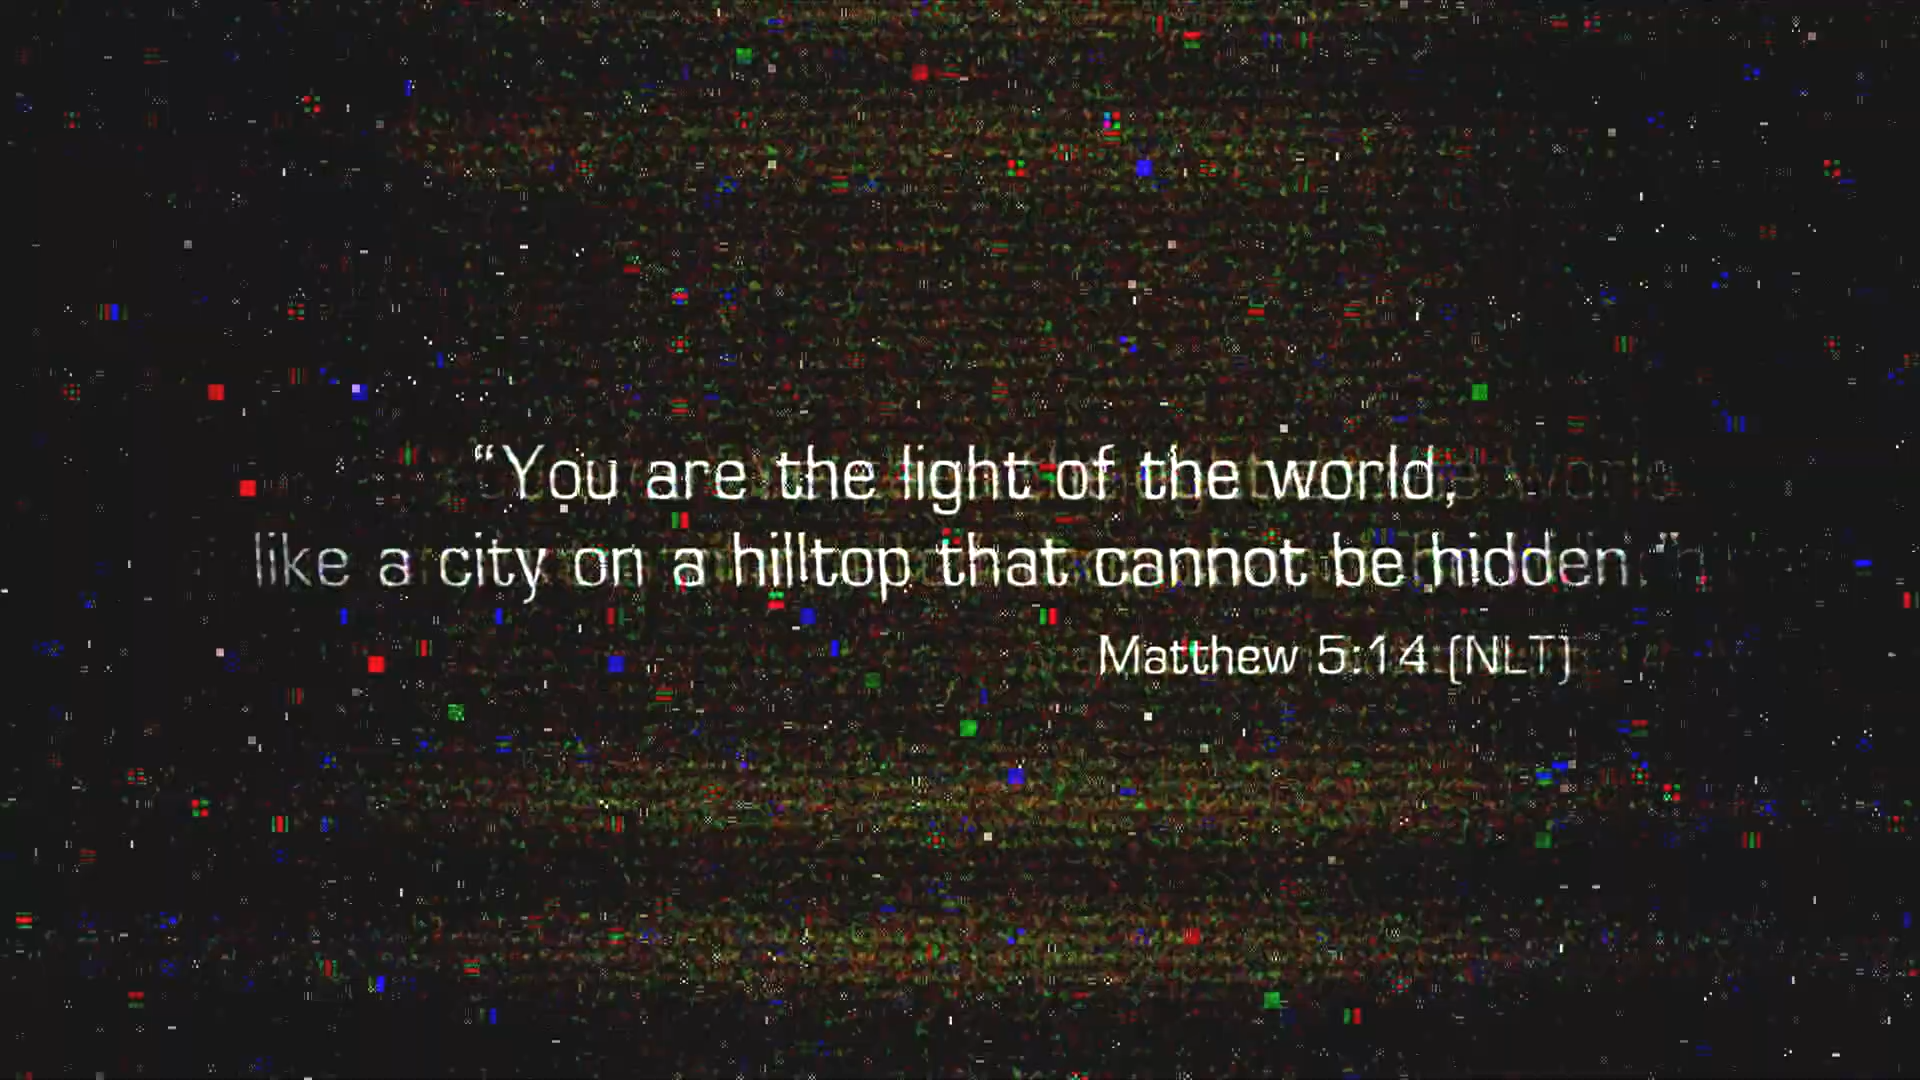 “You are the light of the world,
like a city on a hilltop that cannot be hidden.”
Matthew 5:14 (NLT)